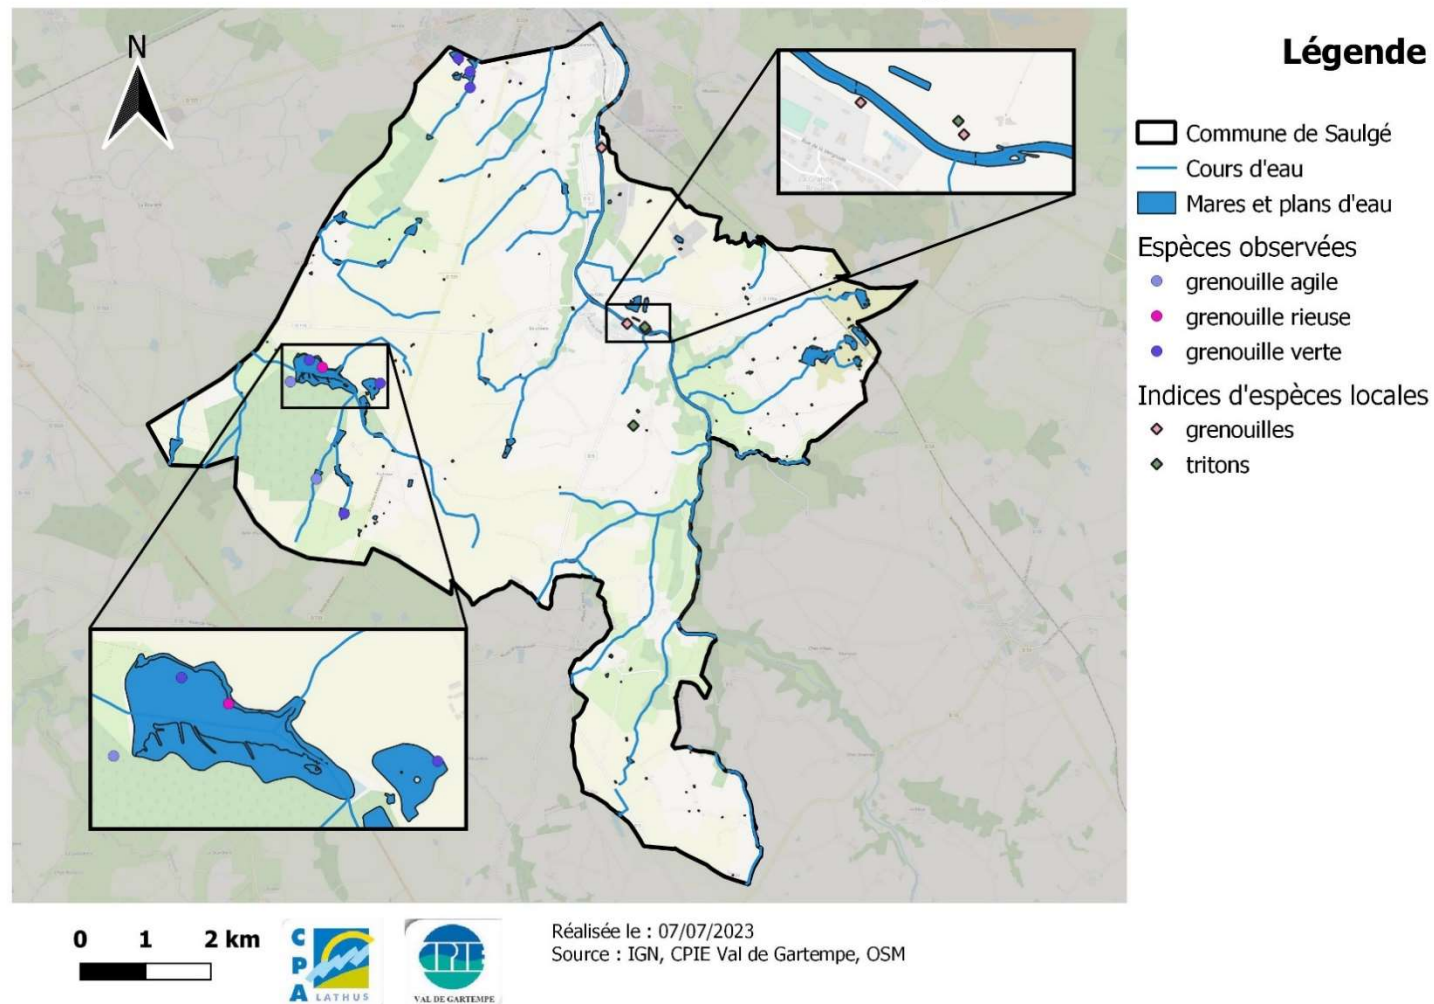 N
Légende
Commune de Saulgé
Cours d'eau
Mares et plans d'eau
Espèces observées
grenouille agile
grenouille rieuse
grenouille verte
Indices d'espèces locales
grenouilles
tritons
0 1 2 km
CPA
LATHUS
CPIE
VAL DE GARTEMPE
Réalisée le : 07/07/2023
Source : IGN, CPIE Val de Gartempe, OSM